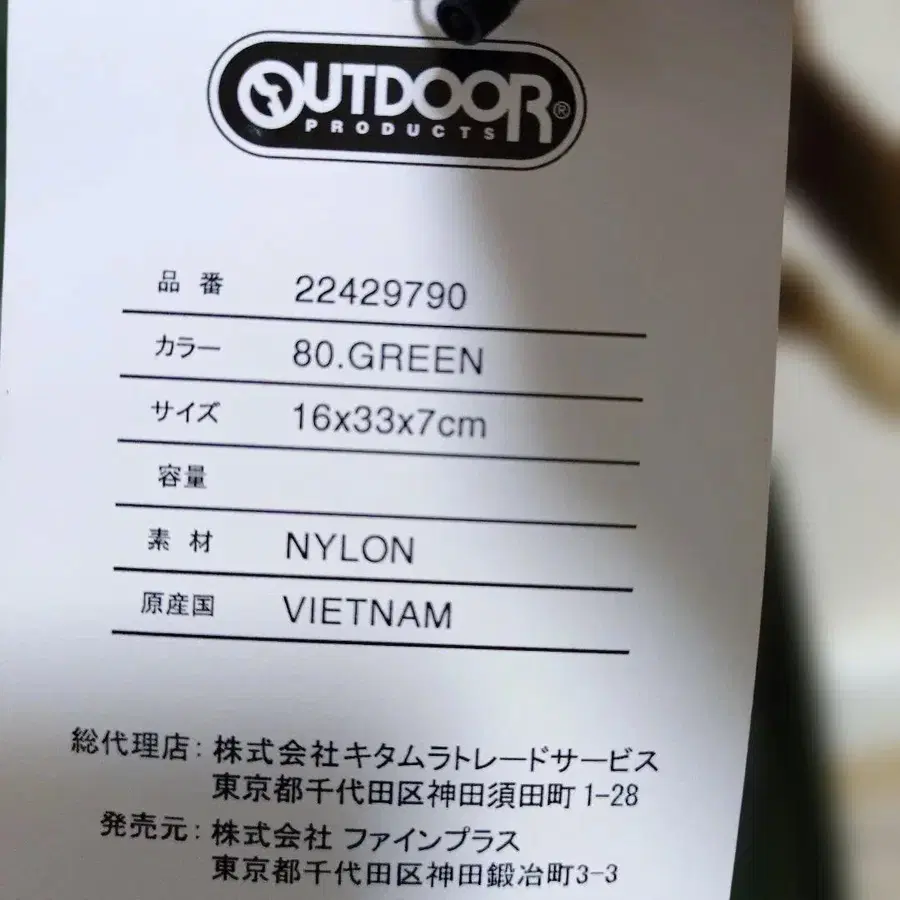 OUTDOOR®
PRODUCTS
品番 22429790
カラー 80.GREEN
サイズ 16x33x7cm
容量
素材 NYLON
原産国 VIETNAM
総代理店: 株式会社キタムラトレードサービス
東京都千代田区神田須田町 1-28
発売元: 株式会社 ファインプラス
東京都千代田区神田鍛冶町3-3